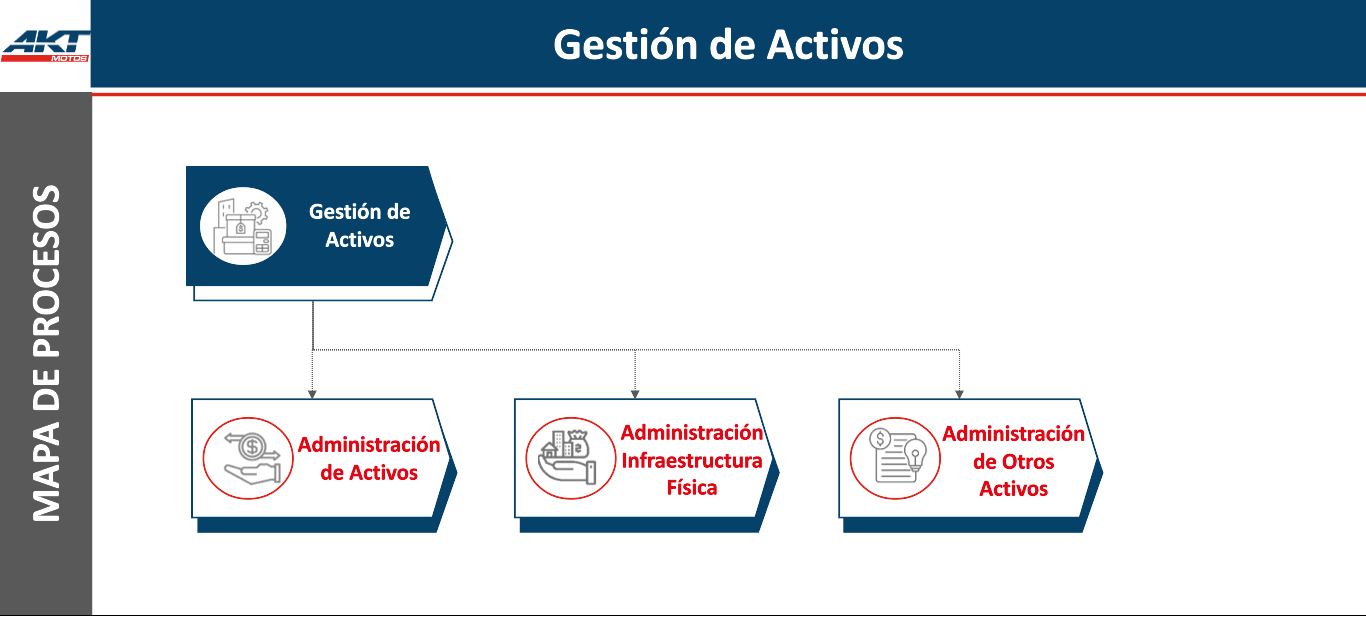 AKT
MOTOS
Gestión de Activos
MAPA DE PROCESOS
Gestión de
Activos
Administración
de Activos
Administración
Infraestructura
Física
Administración
de Otros
Activos